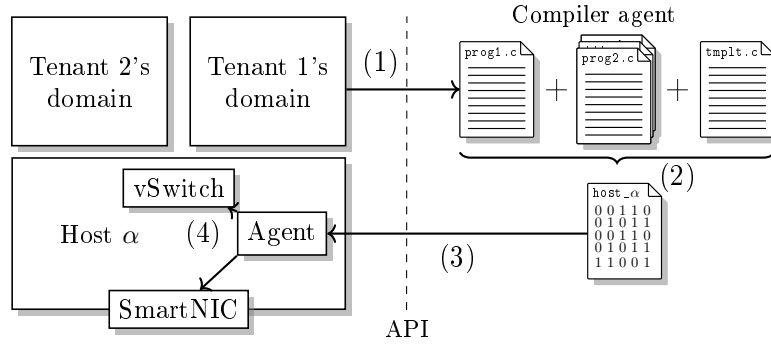 Compiler agent
Tenant 2's
domain
Tenant 1's
domain
(1)
prog1.c
+
prog2.c
+
tmplt.c
(2)
vSwitch
Host α
(4)
Agent
SmartNIC
(3)
host_α
0 0 1 1 0
0 1 0 1 1
0 0 1 1 0
0 1 0 1 1
1 1 0 0 1
API